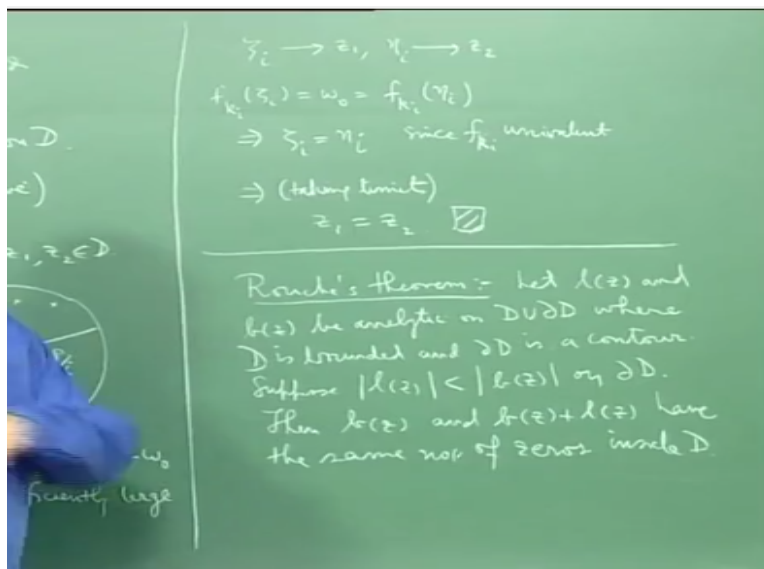 on D.
z₁, z₂ ∈ D
-w₀
ficiently large
ζᵢ → z₁, ηᵢ → z₂
f_{kᵢ}(ζᵢ) = w₀ = f_{kᵢ}(ηᵢ)
⇒ ζᵢ = ηᵢ since f_{kᵢ} univalent
⇒ (taking limit)
z₁ = z₂
Rouche's theorem:- Let l(z) and
b(z) be analytic on D∪∂D where
D is bounded and ∂D is a contour.
Suppose |l(z)| < |b(z)| on ∂D.
Then b(z) and b(z)+l(z) have
the same no. of zeros inside D.